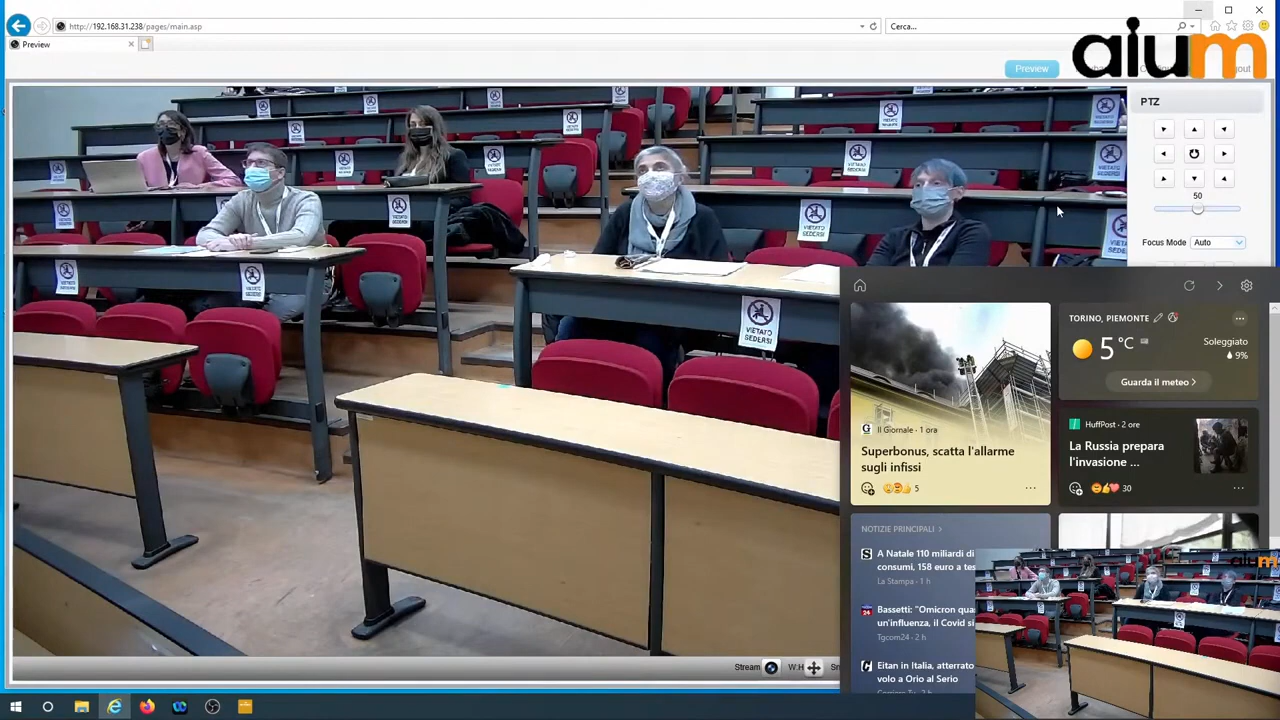 http://192.168.31.238/pages/main.asp
Cerca...
Preview
aium
Preview
PTZ
50
Focus Mode
Auto
VIETATO
SEDERSI
TORINO, PIEMONTE
5 °C
Soleggiato
9%
Guarda il meteo
Il Giornale · 1 ora
Superbonus, scatta l'allarme
sugli infissi
5
HuffPost · 2 ore
La Russia prepara
l'invasione ...
30
NOTIZIE PRINCIPALI
A Natale 110 miliardi di
consumi, 158 euro a tes
La Stampa · 1 h
Bassetti: "Omicron qua
un'influenza, il Covid si
Tgcom24 · 2 h
Eitan in Italia, atterrato
volo a Orio al Serio
Stream
W:H
aium